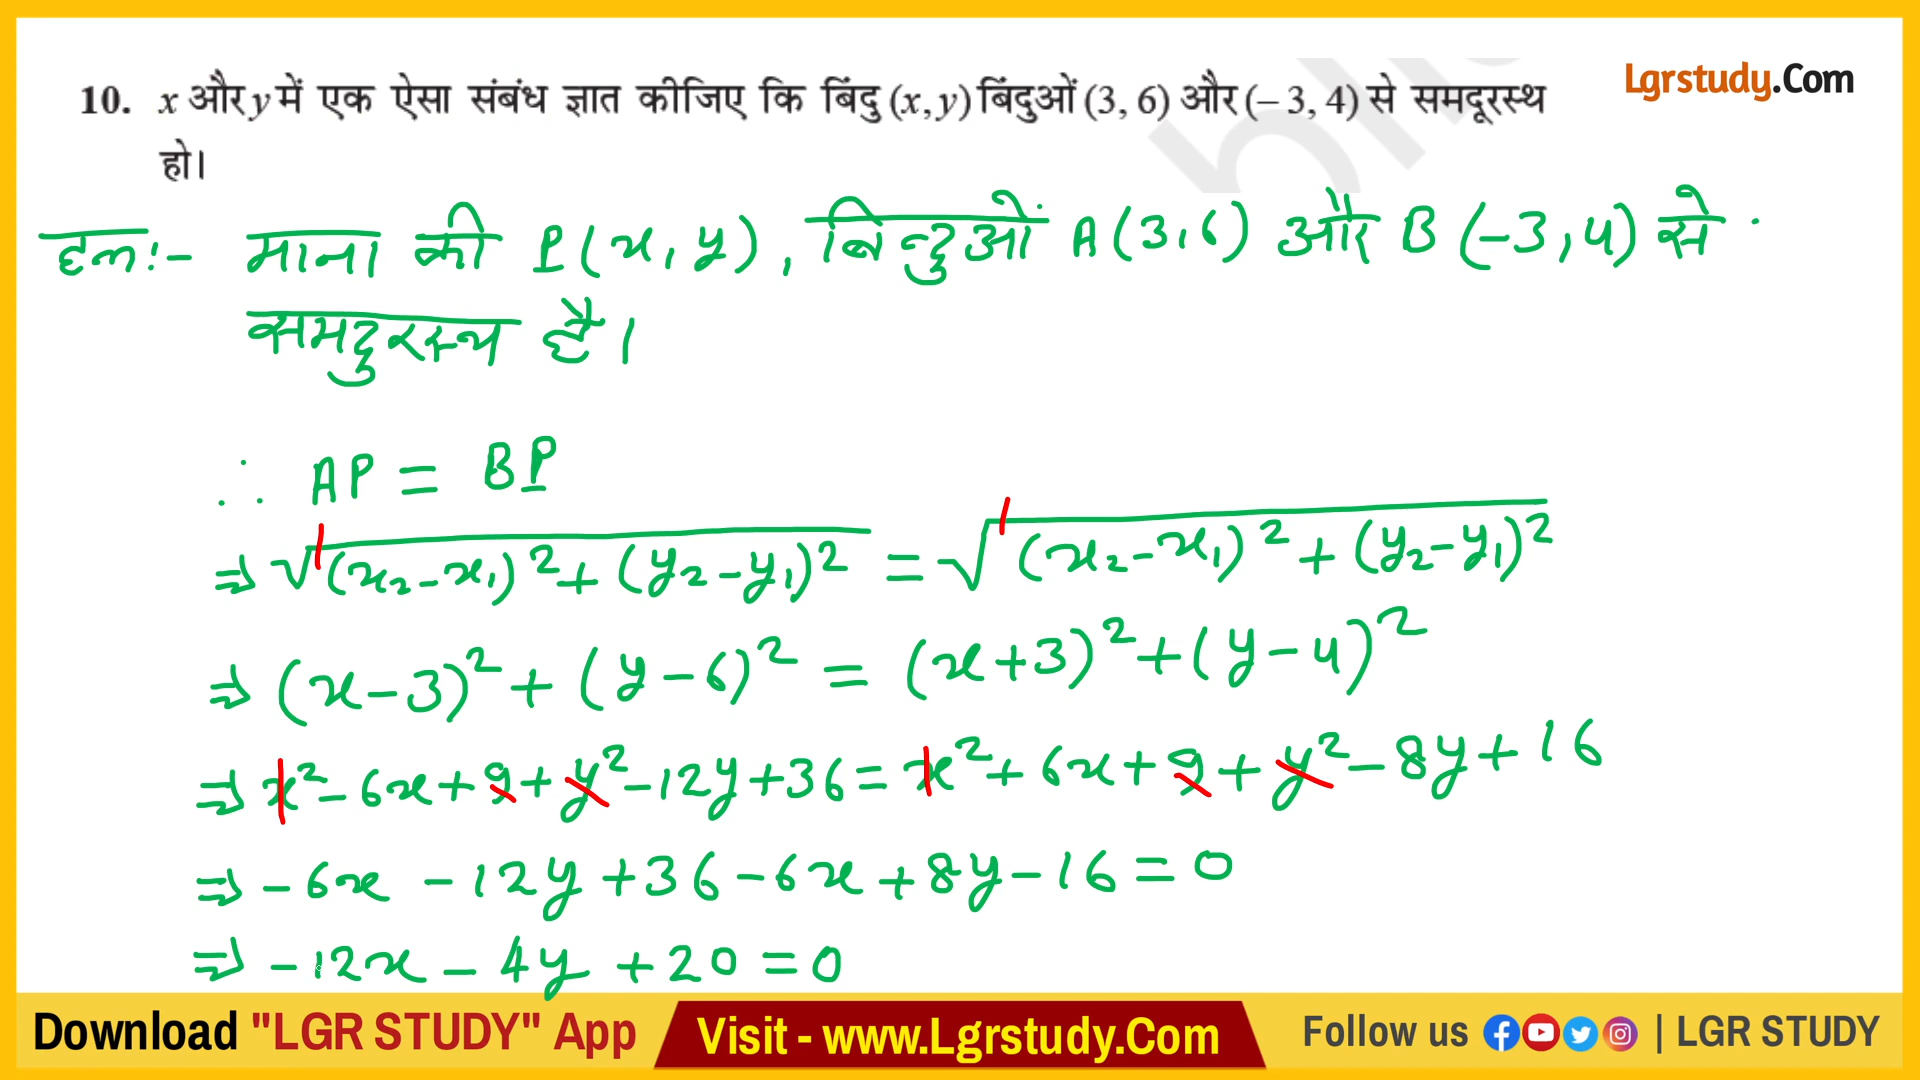 Lgrstudy.Com
10. x और y में एक ऐसा संबंध ज्ञात कीजिए कि बिंदु (x, y) बिंदुओं (3, 6) और (– 3, 4) से समदूरस्थ
हो।
हल:- माना की P(x, y), बिन्दुओं A(3,6) और B(-3,4) से
समदुरस्थ है।
∴ AP = BP
⇒ √(x₂-x₁)²+(y₂-y₁)² = √(x₂-x₁)²+(y₂-y₁)²
⇒ (x-3)²+(y-6)² = (x+3)²+(y-4)²
⇒ x²-6x+9+y²-12y+36=x²+6x+9+y²-8y+16
⇒ -6x -12y+36-6x+8y-16=0
⇒ -12x - 4y +20 =0
Download "LGR STUDY" App Visit - www.Lgrstudy.Com Follow us | LGR STUDY